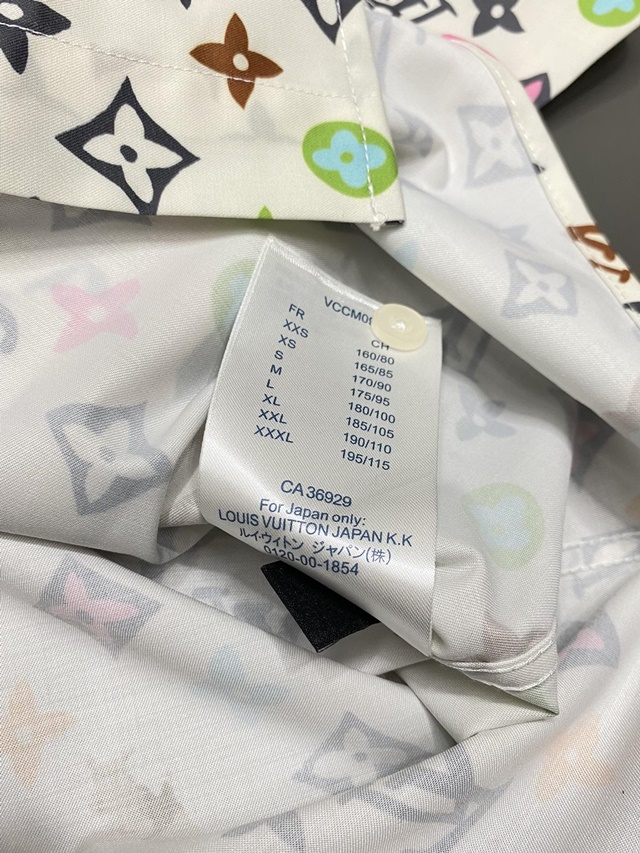 VCCM0
FR CH
XXS 160/80
XS 165/85
S 170/90
M 175/95
L 180/100
XL 185/105
XXL 190/110
XXXL 195/115
CA 36929
For Japan only:
LOUIS VUITTON JAPAN K.K
ルイ・ウィトン ジャパン(株)
0120-00-1854